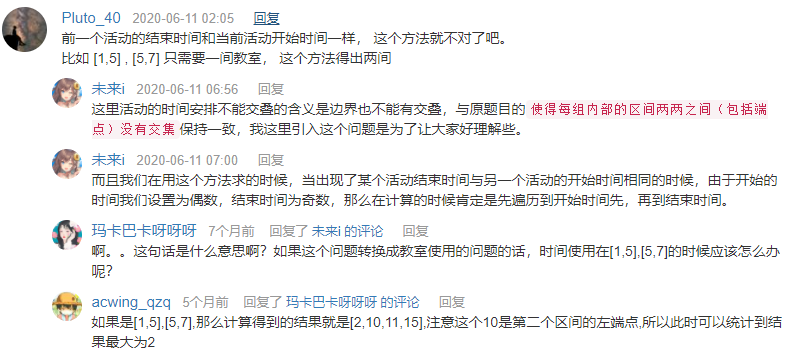 Pluto_40 2020-06-11 02:05 回复
前一个活动的结束时间和当前活动开始时间一样， 这个方法就不对了吧。
比如 [1,5] , [5,7] 只需要一间教室， 这个方法得出两间
未来i 2020-06-11 06:56 回复
这里活动的时间安排不能交叠的含义是边界也不能有交叠，与原题目的 使得每组内部的区间两两之间（包括端
点）没有交集 保持一致，我这里引入这个问题是为了让大家好理解些。
未来i 2020-06-11 07:00 回复
而且我们在用这个方法求的时候，当出现了某个活动结束时间与另一个活动的开始时间相同的时候，由于开始的
时间我们设置为偶数，结束时间为奇数，那么在计算的时候肯定是先遍历到开始时间先，再到结束时间。
玛卡巴卡呀呀呀 7个月前 回复了 未来i 的评论 回复
啊。。这句话是什么意思啊？如果这个问题转换成教室使用的问题的话，时间使用在[1,5],[5,7]的时候应该怎么办
呢？
acwing_qzq 5个月前 回复了 玛卡巴卡呀呀呀 的评论 回复
如果是[1,5],[5,7],那么计算得到的结果就是[2,10,11,15],注意这个10是第二个区间的左端点,所以此时可以统计到结
果最大为2